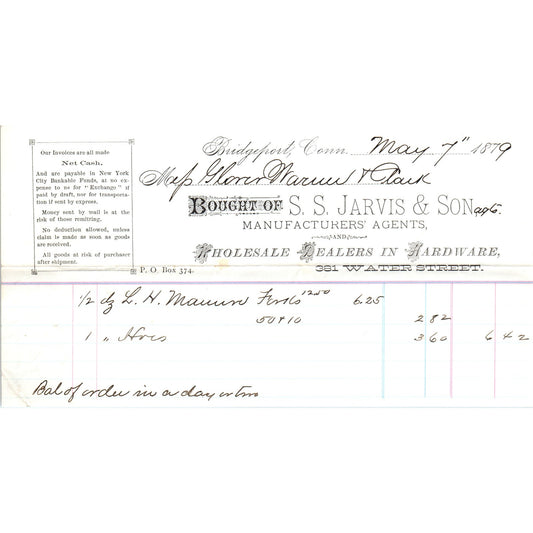 Our Invoices are all made
Net Cash.
And are payable in New York
City Bankable Funds, at no ex-
pense to us for "Exchange" if
paid by draft, nor for transporta-
tion if sent by express.
Money sent by mail is at the
risk of those remitting.
No deduction allowed, unless
claim is made as soon as goods
are received.
All goods at risk of purchaser
after shipment.
P. O. Box 374.
Bridgeport, Conn. May 7" 1879
Mess Glover Warner & Clark
BOUGHT OF S. S. JARVIS & SON agts.
MANUFACTURERS' AGENTS,
AND
WHOLESALE DEALERS IN HARDWARE,
391 WATER STREET.
1/2 dz L. H. Manure Forks 12.50 6.25
50+10 2 82
1 " Hoes 3 60 6 42
Bal of order in a day or two